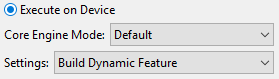 Execute on Device
Core Engine Mode: Default
Settings: Build Dynamic Feature